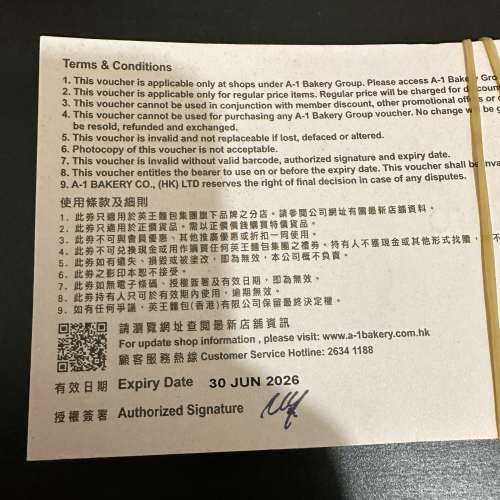 Terms & Conditions
1. This voucher is applicable only at shops under A-1 Bakery Group. Please access A-1 Bakery Gro
2. This voucher is applicable only for regular price items. Regular price will be charged for discoun
3. This voucher cannot be used in conjunction with member discount, other promotional offers or
4. This voucher cannot be used for purchasing any A-1 Bakery Group voucher. No change will be g
be resold, refunded and exchanged.
5. This voucher is invalid and not replaceable if lost, defaced or altered.
6. Photocopy of this voucher is not acceptable.
7. This voucher is invalid without valid barcode, authorized signature and expiry date.
8. This voucher entitles the bearer to use on or before the expiry date. This voucher shall be inva
9. A-1 BAKERY CO., (HK) LTD reserves the right of final decision in case of any disputes.
使用條款及細則
1. 此券只適用於英王麵包集團旗下品牌之分店。請參閱公司網址有關最新店舖資料。
2. 此券只適用於正價貨品。需以正價價錢購買特價貨品。
3. 此券不可與會員優惠、其他推廣優惠或折扣一同使用。
4. 此券不可兌換現金或用作購買任何英王麵包集團之禮券。持有人不獲現金或其他形式找贖，
5. 此券如有遺失、損毀或被塗改，即為無效，本公司概不負責。
6. 此券之影印本恕不接受。
7. 此券如無電子條碼、授權簽署及有效日期，即為無效。
8. 此券持有人只可於有效期內使用，逾期無效。
9. 如有任何爭議，英王麵包(香港)有限公司保留最終決定權。
請瀏覽網址查閱最新店舖資訊
For update shop information , please visit: www.a-1bakery.com.hk
顧客服務熱線 Customer Service Hotline: 2634 1188
有效日期 Expiry Date 30 JUN 2026
授權簽署 Authorized Signature